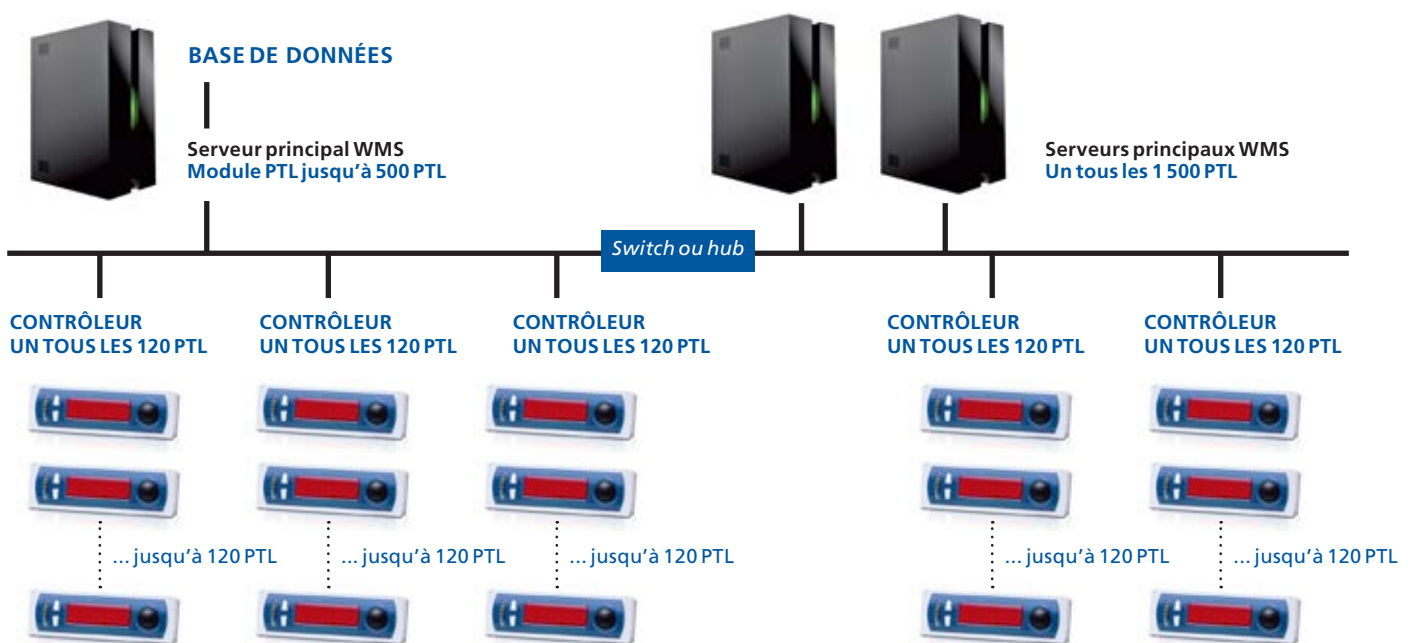 BASE DE DONNÉES
Serveur principal WMS
Module PTL jusqu'à 500 PTL
Serveurs principaux WMS
Un tous les 1 500 PTL
Switch ou hub
CONTRÔLEUR
UN TOUS LES 120 PTL
CONTRÔLEUR
UN TOUS LES 120 PTL
CONTRÔLEUR
UN TOUS LES 120 PTL
CONTRÔLEUR
UN TOUS LES 120 PTL
CONTRÔLEUR
UN TOUS LES 120 PTL
... jusqu'à 120 PTL
... jusqu'à 120 PTL
... jusqu'à 120 PTL
... jusqu'à 120 PTL
... jusqu'à 120 PTL